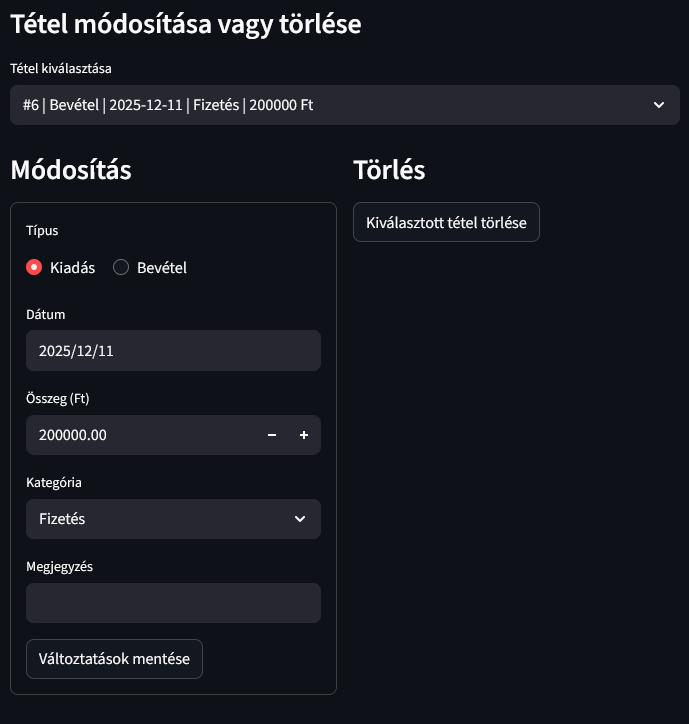 Tétel módosítása vagy törlése
Tétel kiválasztása
#6 | Bevétel | 2025-12-11 | Fizetés | 200000 Ft
Módosítás
Típus
Kiadás Bevétel
Dátum
2025/12/11
Összeg (Ft)
200000.00 − +
Kategória
Fizetés
Megjegyzés
Változtatások mentése
Törlés
Kiválasztott tétel törlése